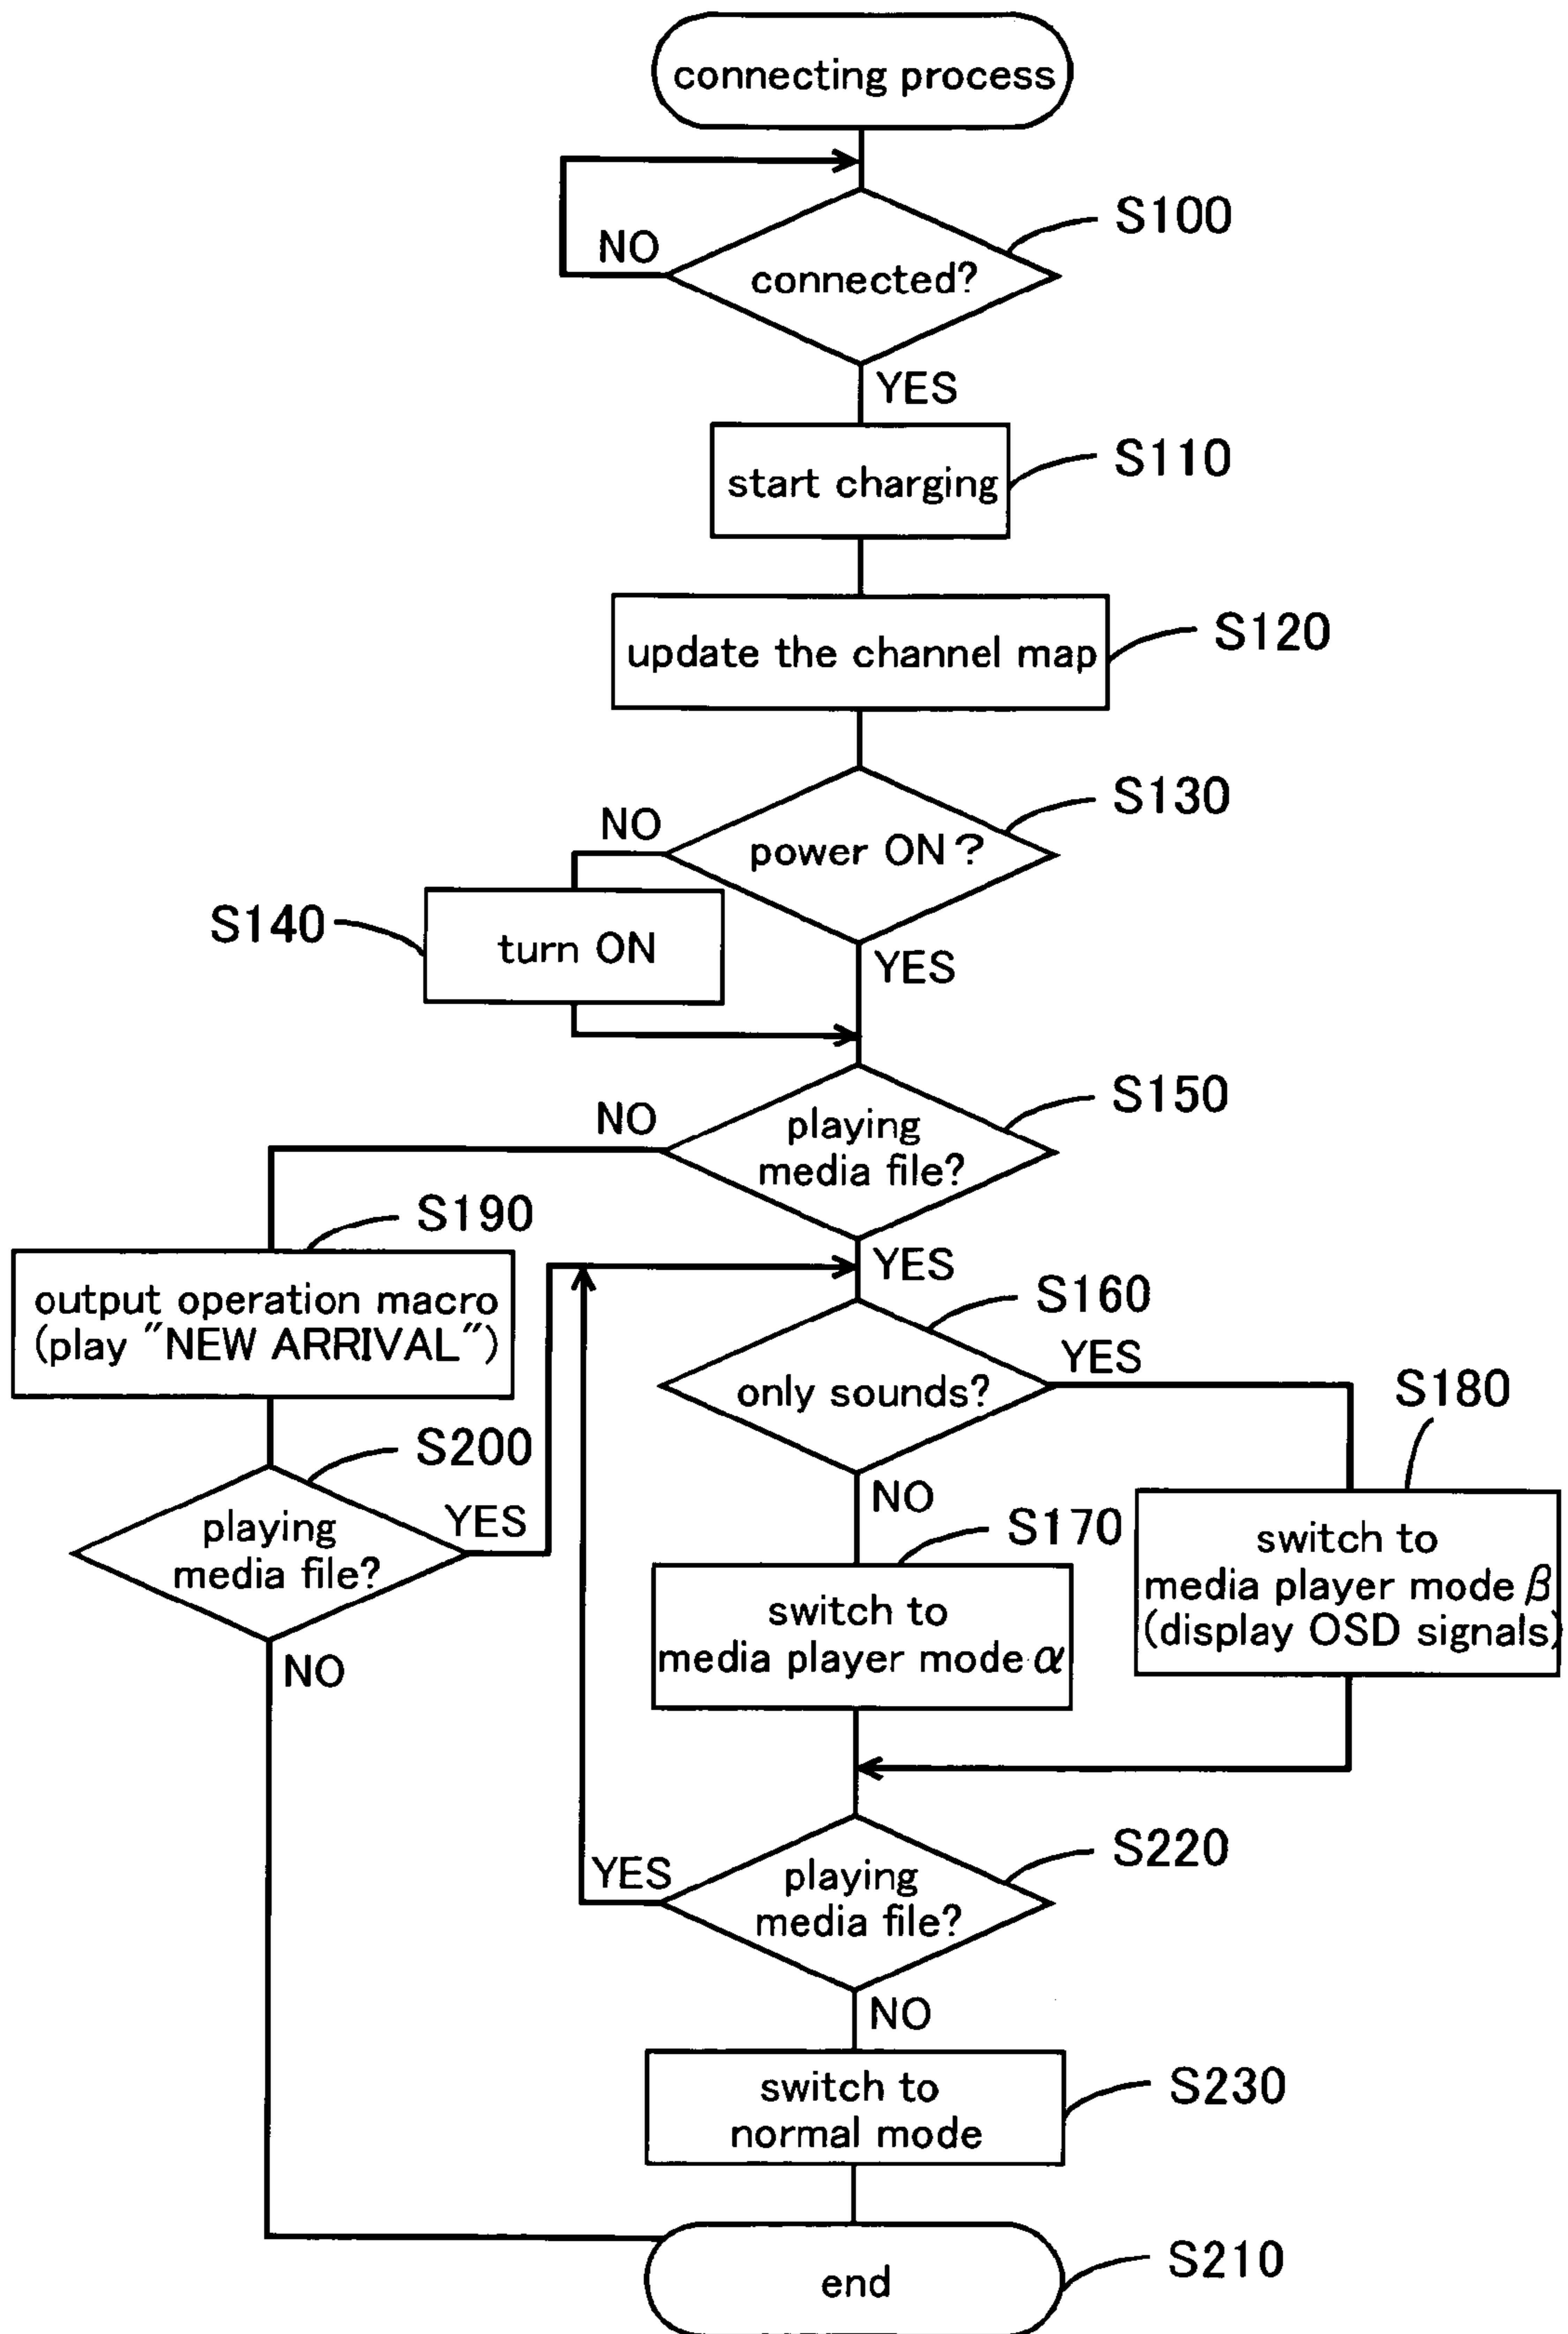 connecting process
S100
NO
connected?
YES
S110
start charging
S120
update the channel map
S130
NO
power ON?
S140
turn ON
YES
S150
NO
playing
media file?
S190
YES
output operation macro
(play "NEW ARRIVAL")
S160
YES
only sounds?
S180
S200
NO
playing
media file?
YES
S170
switch to
media player mode α
switch to
media player mode β
(display OSD signals)
NO
S220
YES
playing
media file?
NO
switch to
normal mode
S230
end
S210